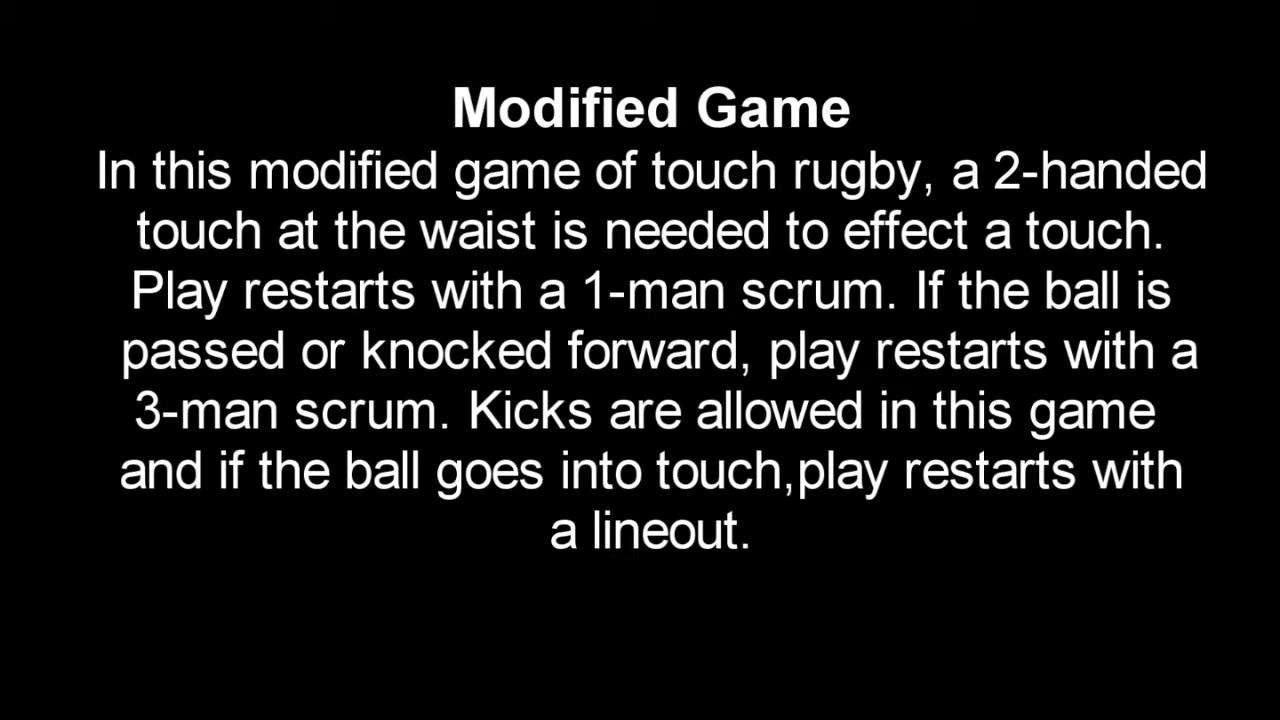 Modified Game
In this modified game of touch rugby, a 2-handed
touch at the waist is needed to effect a touch.
Play restarts with a 1-man scrum. If the ball is
passed or knocked forward, play restarts with a
3-man scrum. Kicks are allowed in this game
and if the ball goes into touch,play restarts with
a lineout.